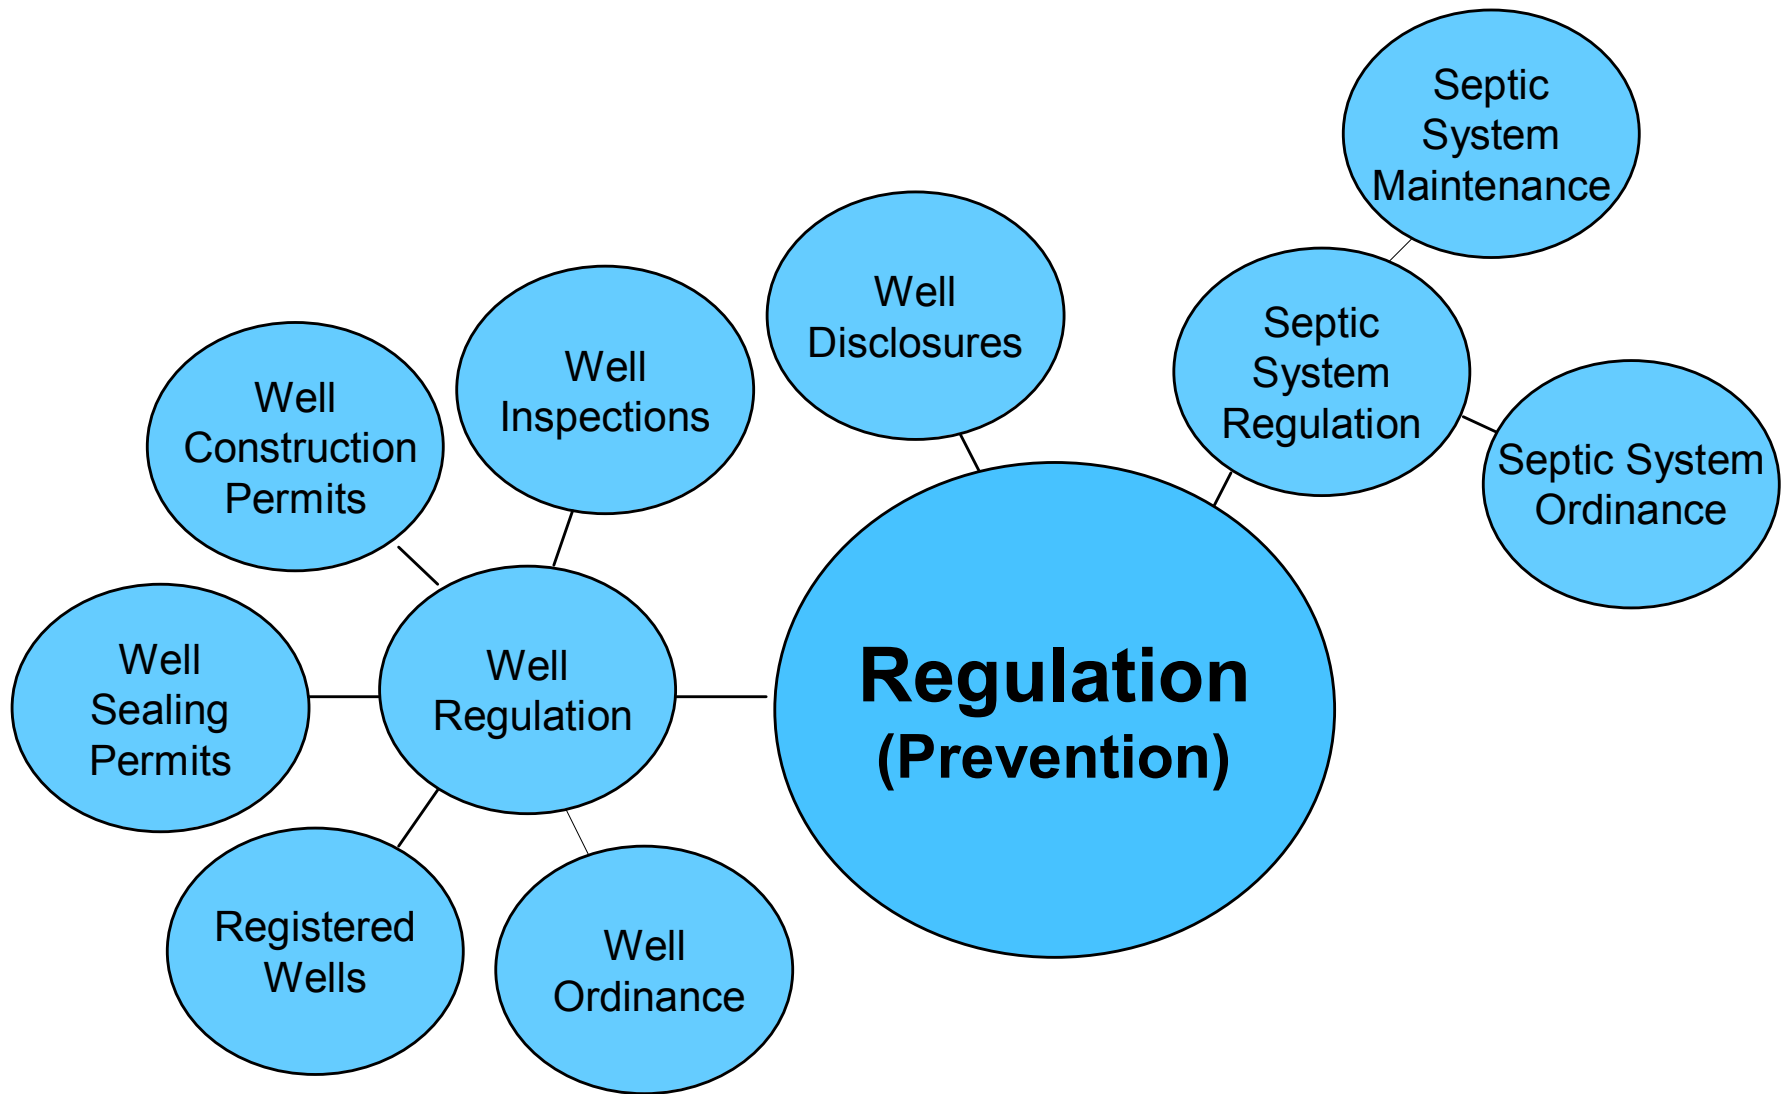 Septic
System
Maintenance
Well
Disclosures
Septic
System
Regulation
Well
Inspections
Well
Construction
Permits
Septic System
Ordinance
Well
Sealing
Permits
Well
Regulation
Regulation
(Prevention)
Registered
Wells
Well
Ordinance